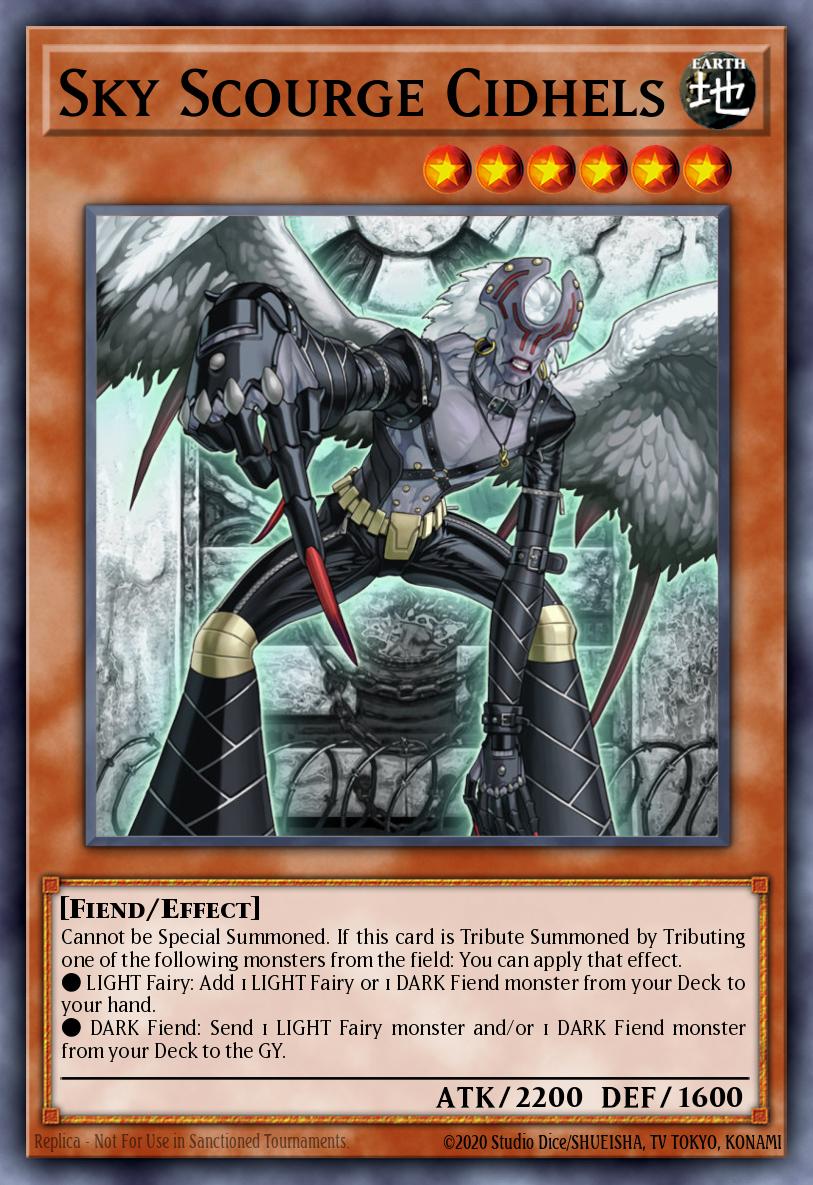 Sky Scourge Cidhels
EARTH
地
[Fiend/Effect]
Cannot be Special Summoned. If this card is Tribute Summoned by Tributing
one of the following monsters from the field: You can apply that effect.
● LIGHT Fairy: Add 1 LIGHT Fairy or 1 DARK Fiend monster from your Deck to
your hand.
● DARK Fiend: Send 1 LIGHT Fairy monster and/or 1 DARK Fiend monster
from your Deck to the GY.
ATK/2200 DEF/1600
Replica - Not For Use in Sanctioned Tournaments.
©2020 Studio Dice/SHUEISHA, TV TOKYO, KONAMI